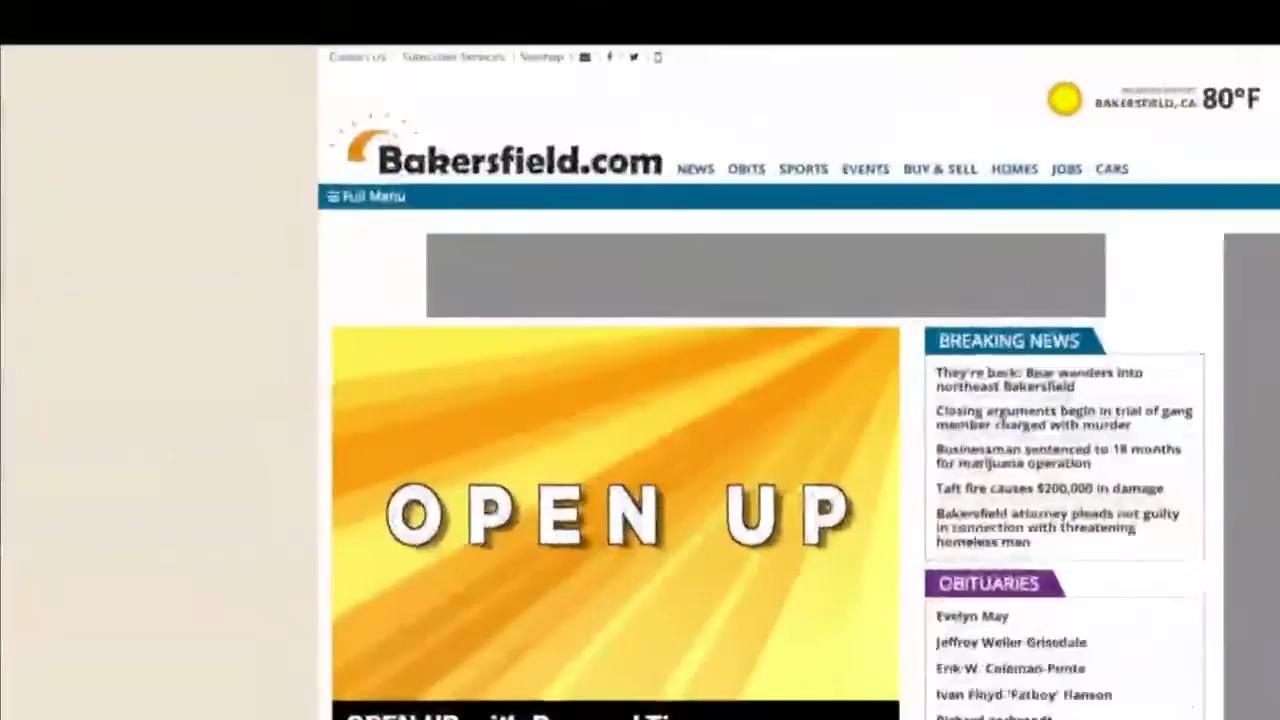 Contact Us | Subscriber Services | Sitemap
BAKERSFIELD, CA 80°F
Bakersfield.com NEWS OBITS SPORTS EVENTS BUY & SELL HOMES JOBS CARS
Full Menu
OPEN UP
BREAKING NEWS
They're back: Bear wanders into
northeast Bakersfield
Closing arguments begin in trial of gang
member charged with murder
Businessman sentenced to 18 months
for marijuana operation
Taft fire causes $200,000 in damage
Bakersfield attorney pleads not guilty
in connection with threatening
homeless man
OBITUARIES
Evelyn May
Jeffrey Weller Grisedale
Erik W. Coleman-Ponte
Ivan Floyd 'Fatboy' Hanson
OPEN UP